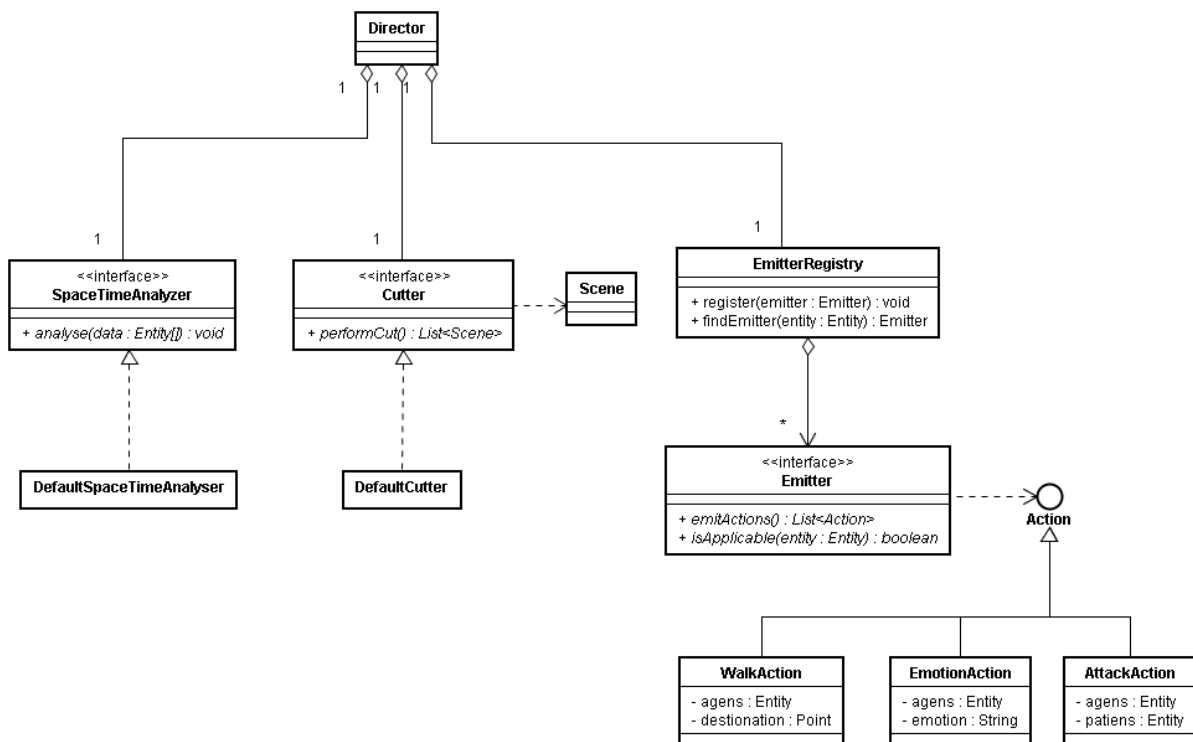 Director
1
1
1
1
1
1
<<interface>>
SpaceTimeAnalyzer
+ analyse(data : Entity[]) : void
<<interface>>
Cutter
+ performCut() : List<Scene>
Scene
EmitterRegistry
+ register(emitter : Emitter) : void
+ findEmitter(entity : Entity) : Emitter
*
DefaultSpaceTimeAnalyser
DefaultCutter
<<interface>>
Emitter
+ emitActions() : List<Action>
+ isApplicable(entity : Entity) : boolean
Action
WalkAction
- agens : Entity
- destionation : Point
EmotionAction
- agens : Entity
- emotion : String
AttackAction
- agens : Entity
- patiens : Entity